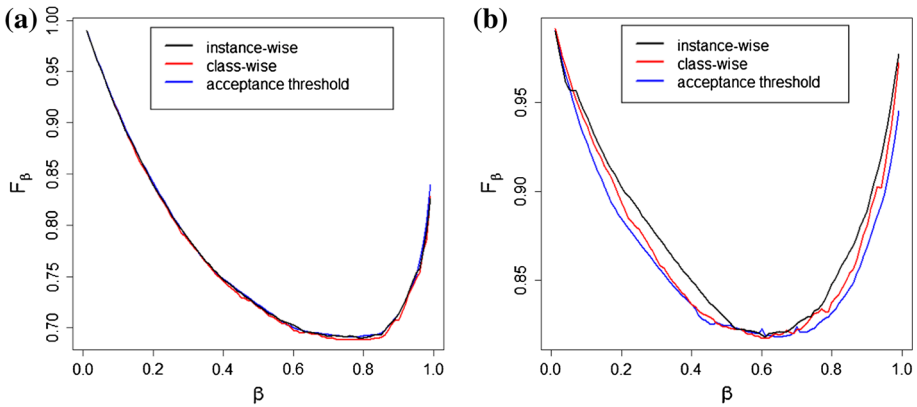 (a)
instance-wise
class-wise
acceptance threshold
Fβ
1.00
0.95
0.90
0.85
0.80
0.75
0.70
0.0 0.2 0.4 0.6 0.8 1.0
β
(b)
instance-wise
class-wise
acceptance threshold
Fβ
0.95
0.90
0.85
0.0 0.2 0.4 0.6 0.8 1.0
β